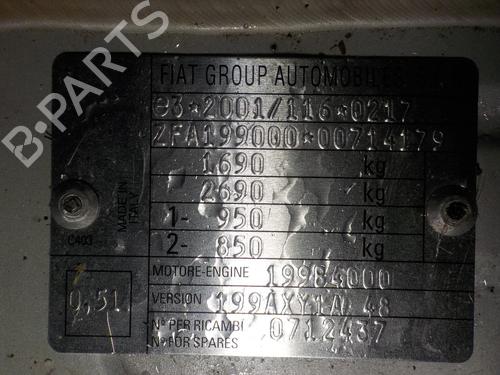 B-PARTS
FIAT GROUP AUTOMOBILES
e3*2001/116*0217
ZFA199000*00714179
1690 kg
2690 kg
1- 950 kg
2- 850 kg
MADE IN
ITALY
C403
0,51
MOTORE-ENGINE 199B4000
VERSION 199AXY1A 48
N° PER RICAMBI
N° FOR SPARES 0712437